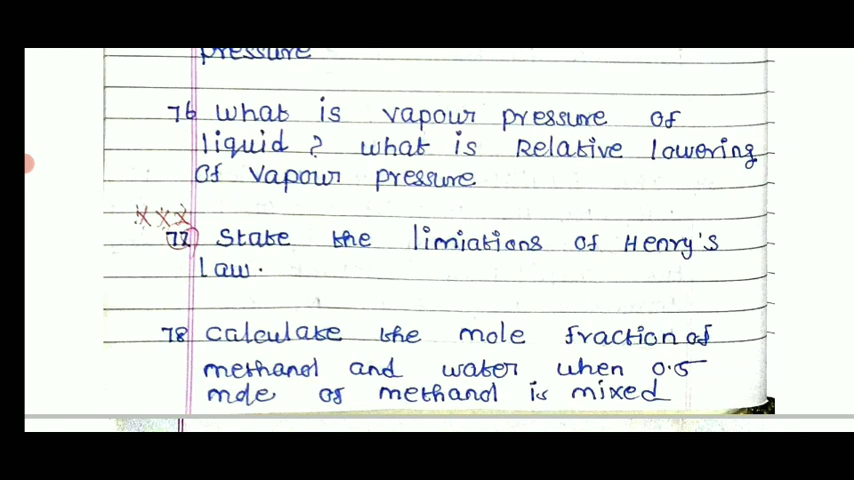 pressure
76 What is vapour pressure of
liquid ? what is Relative lowering
of vapour pressure
xxx
77 State the limiations of Henry's
law.
78 calculate the mole fraction of
methanol and water when 0.5
mole of methanol is mixed